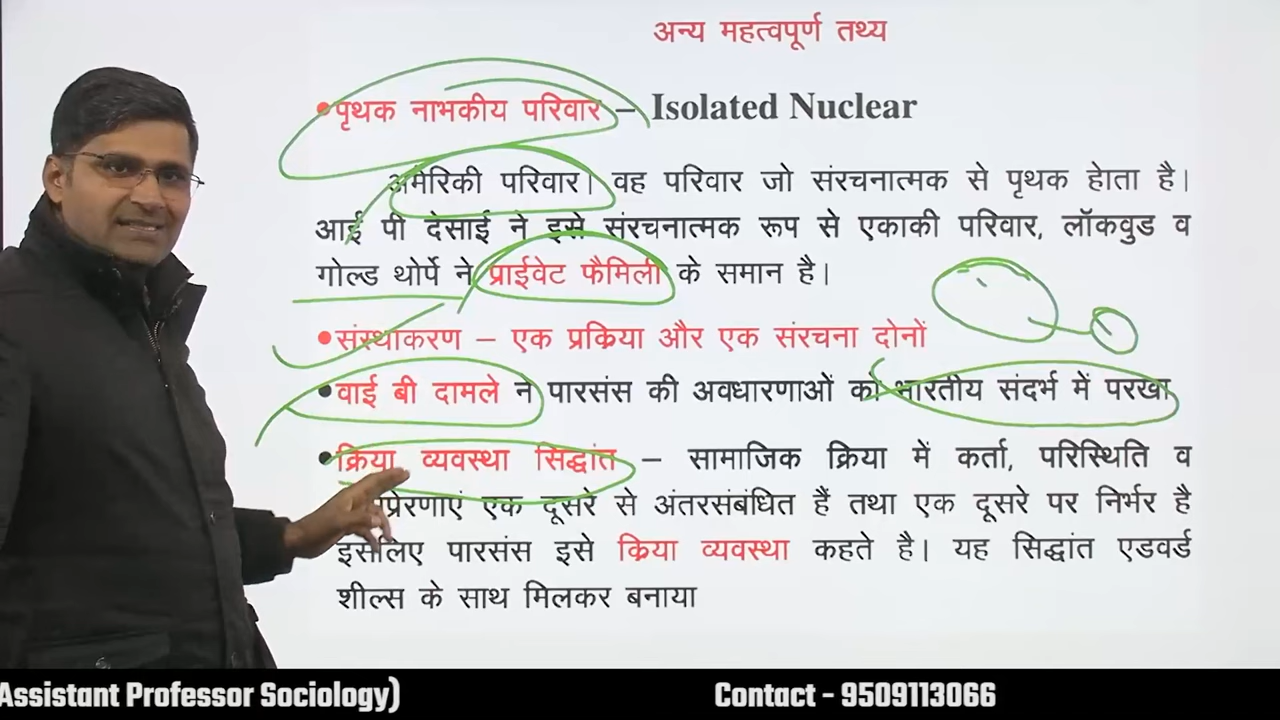 अन्य महत्वपूर्ण तथ्य
•पृथक नाभकीय परिवार – Isolated Nuclear
अमेरिकी परिवार। वह परिवार जो संरचनात्मक से पृथक हेाता है।
आई पी देसाई ने इसे संरचनात्मक रूप से एकाकी परिवार, लॉकवुड व
गोल्ड थोर्पे ने प्राईवेट फैमिली के समान है।
•संस्थाकरण – एक प्रकिया और एक संरचना दोनों
•वाई बी दामले ने पारसंस की अवधारणाओं को भारतीय संदर्भ में परखा
•क्रिया व्यवस्था सिद्धांत – सामाजिक क्रिया में कर्ता, परिस्थिति व
प्रेरणाएं एक दूसरे से अंतरसंबंधित हैं तथा एक दूसरे पर निर्भर है
इसलिए पारसंस इसे क्रिया व्यवस्था कहते है। यह सिद्धांत एडवर्ड
शील्स के साथ मिलकर बनाया
Assistant Professor Sociology) Contact - 9509113066